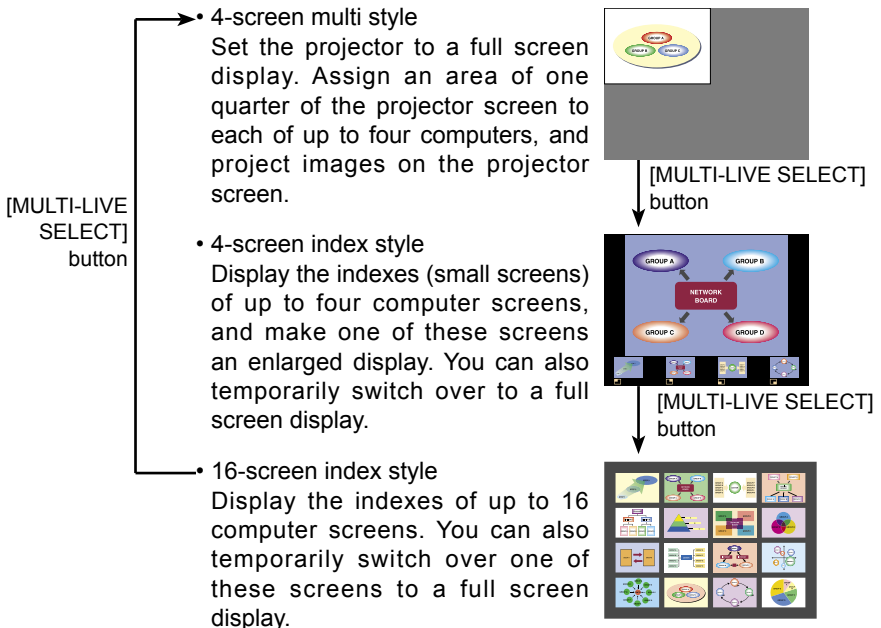 • 4-screen multi style
Set the projector to a full screen
display. Assign an area of one
quarter of the projector screen to
each of up to four computers, and
project images on the projector
screen.
[MULTI-LIVE
SELECT]
button
• 4-screen index style
Display the indexes (small screens)
of up to four computer screens,
and make one of these screens
an enlarged display. You can also
temporarily switch over to a full
screen display.
• 16-screen index style
Display the indexes of up to 16
computer screens. You can also
temporarily switch over one of
these screens to a full screen
display.
GROUP A
GROUP B
GROUP C
[MULTI-LIVE SELECT]
button
GROUP A
GROUP B
NETWORK
BOARD
GROUP C
GROUP D
[MULTI-LIVE SELECT]
button